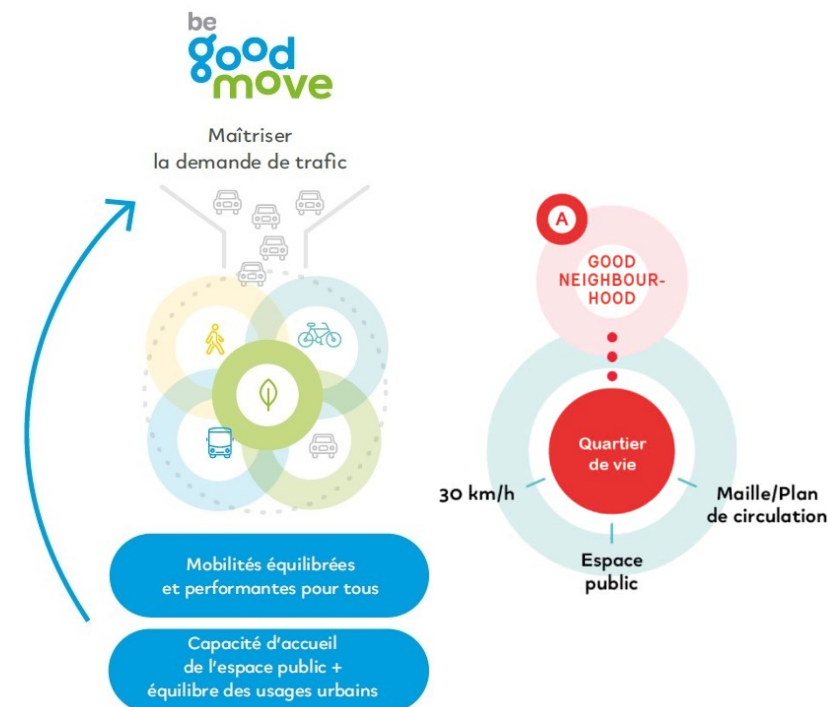 be
good
move
Maîtriser
la demande de trafic
Mobilités équilibrées
et performantes pour tous
Capacité d'accueil
de l'espace public +
équilibre des usages urbains
A
GOOD
NEIGHBOUR-
HOOD
Quartier
de vie
30 km/h
Maille/Plan
de circulation
Espace
public